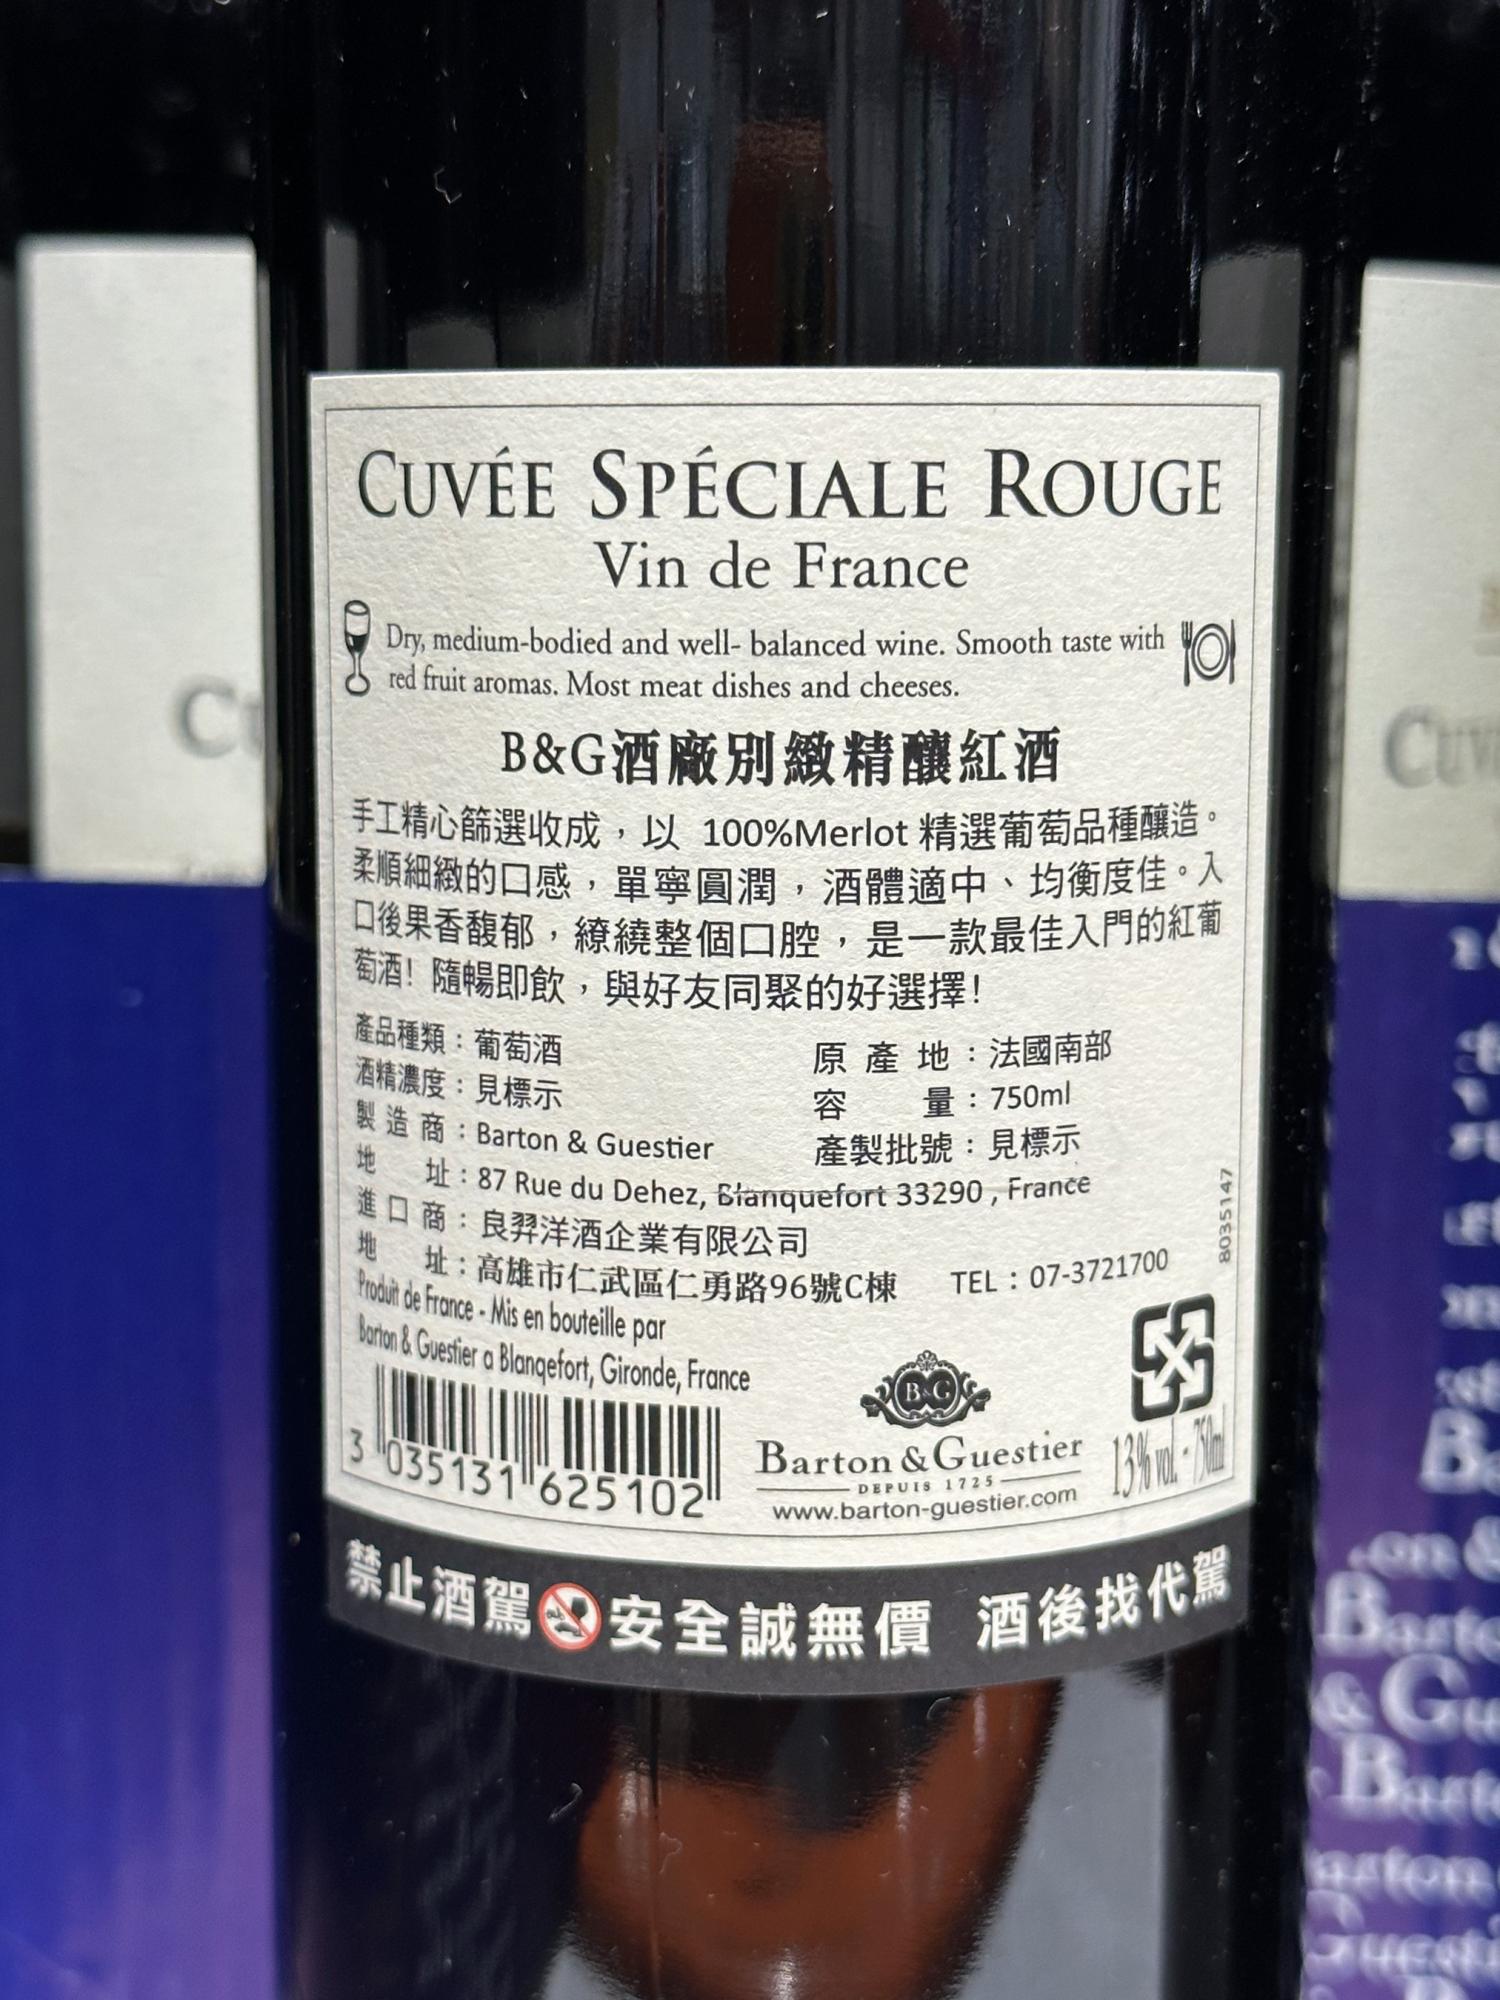 CUVÉE SPÉCIALE ROUGE
Vin de France
Dry, medium-bodied and well- balanced wine. Smooth taste with
red fruit aromas. Most meat dishes and cheeses.
B&G酒廠別緻精釀紅酒
手工精心篩選收成，以 100%Merlot 精選葡萄品種釀造。
柔順細緻的口感，單寧圓潤，酒體適中、均衡度佳。入
口後果香馥郁，繚繞整個口腔，是一款最佳入門的紅葡
萄酒！隨暢即飲，與好友同聚的好選擇！
產品種類：葡萄酒 原產地：法國南部
酒精濃度：見標示 容量：750ml
製造商：Barton & Guestier 產製批號：見標示
地址：87 Rue du Dehez, Blanquefort 33290 , France
進口商：良羿洋酒企業有限公司
地址：高雄市仁武區仁勇路96號C棟 TEL：07-3721700
8035147
Produit de France - Mis en bouteille par
Barton & Guestier a Blanqefort, Gironde, France
3 035131 625102
B&G
Barton & Guestier
DEPUIS 1725
www.barton-guestier.com
13% vol. - 750ml
禁止酒駕 安全誠無價 酒後找代駕